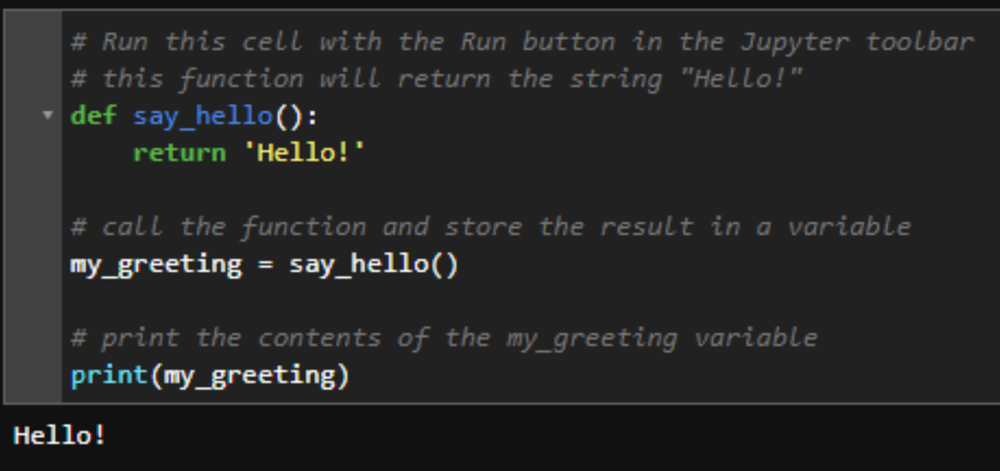 # Run this cell with the Run button in the Jupyter toolbar
# this function will return the string "Hello!"
def say_hello():
    return 'Hello!'
# call the function and store the result in a variable
my_greeting = say_hello()
# print the contents of the my_greeting variable
print(my_greeting)
Hello!